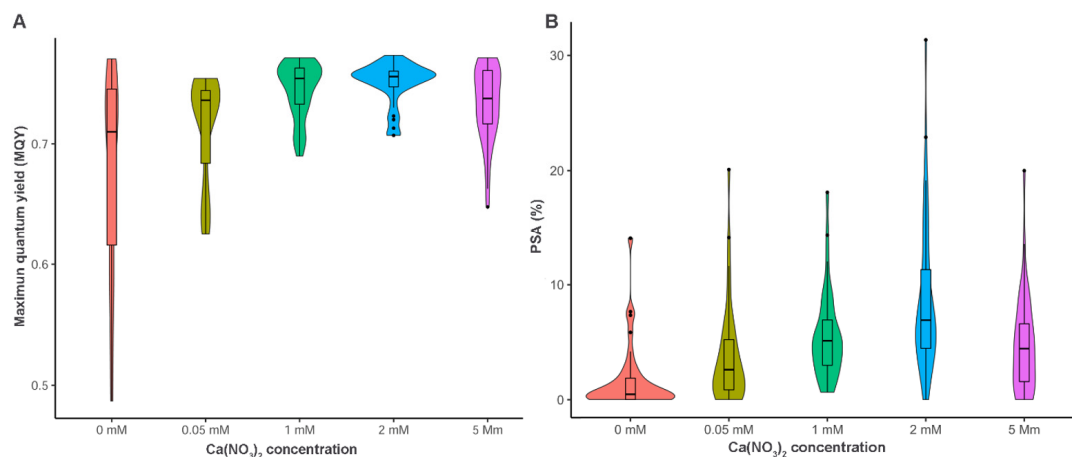 A
Maximun quantum yield (MQY)
0.7
0.6
0.5
0 mM 0.05 mM 1 mM 2 mM 5 Mm
Ca(NO₃)₂ concentration
B
PSA (%)
30
20
10
0
0 mM 0.05 mM 1 mM 2 mM 5 Mm
Ca(NO₃)₂ concentration